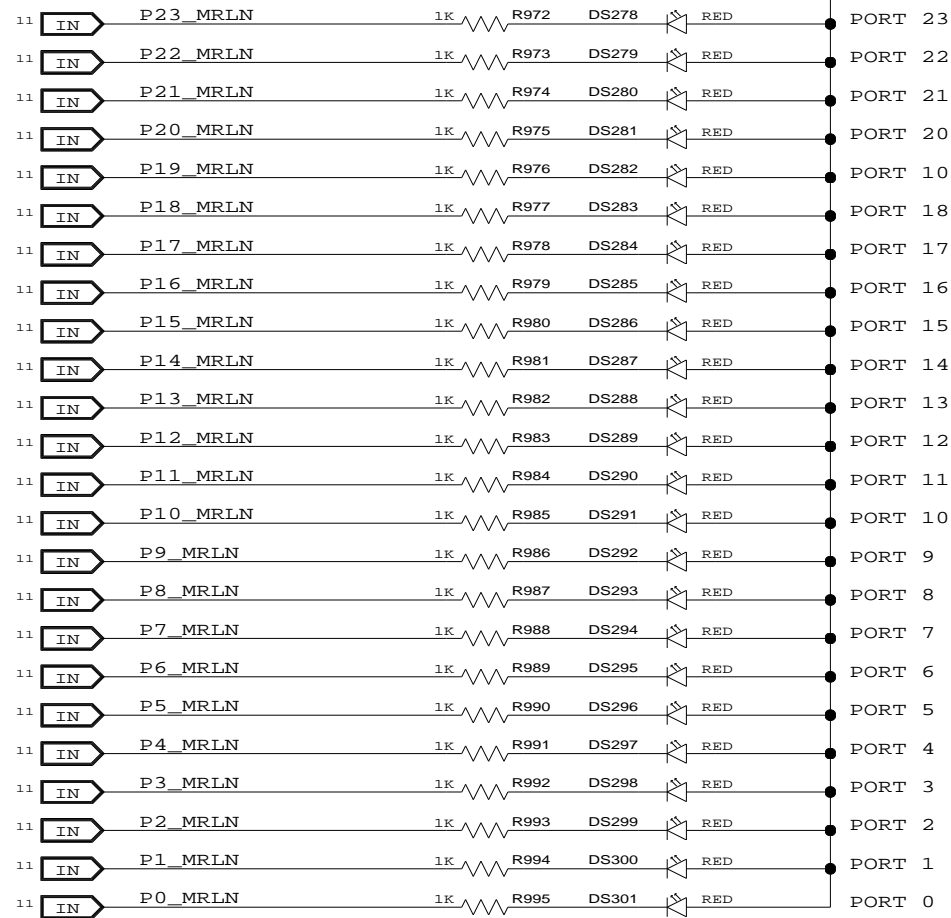 11 IN P23_MRLN 1K R972 DS278 RED PORT 23
11 IN P22_MRLN 1K R973 DS279 RED PORT 22
11 IN P21_MRLN 1K R974 DS280 RED PORT 21
11 IN P20_MRLN 1K R975 DS281 RED PORT 20
11 IN P19_MRLN 1K R976 DS282 RED PORT 10
11 IN P18_MRLN 1K R977 DS283 RED PORT 18
11 IN P17_MRLN 1K R978 DS284 RED PORT 17
11 IN P16_MRLN 1K R979 DS285 RED PORT 16
11 IN P15_MRLN 1K R980 DS286 RED PORT 15
11 IN P14_MRLN 1K R981 DS287 RED PORT 14
11 IN P13_MRLN 1K R982 DS288 RED PORT 13
11 IN P12_MRLN 1K R983 DS289 RED PORT 12
11 IN P11_MRLN 1K R984 DS290 RED PORT 11
11 IN P10_MRLN 1K R985 DS291 RED PORT 10
11 IN P9_MRLN 1K R986 DS292 RED PORT 9
11 IN P8_MRLN 1K R987 DS293 RED PORT 8
11 IN P7_MRLN 1K R988 DS294 RED PORT 7
11 IN P6_MRLN 1K R989 DS295 RED PORT 6
11 IN P5_MRLN 1K R990 DS296 RED PORT 5
11 IN P4_MRLN 1K R991 DS297 RED PORT 4
11 IN P3_MRLN 1K R992 DS298 RED PORT 3
11 IN P2_MRLN 1K R993 DS299 RED PORT 2
11 IN P1_MRLN 1K R994 DS300 RED PORT 1
11 IN P0_MRLN 1K R995 DS301 RED PORT 0